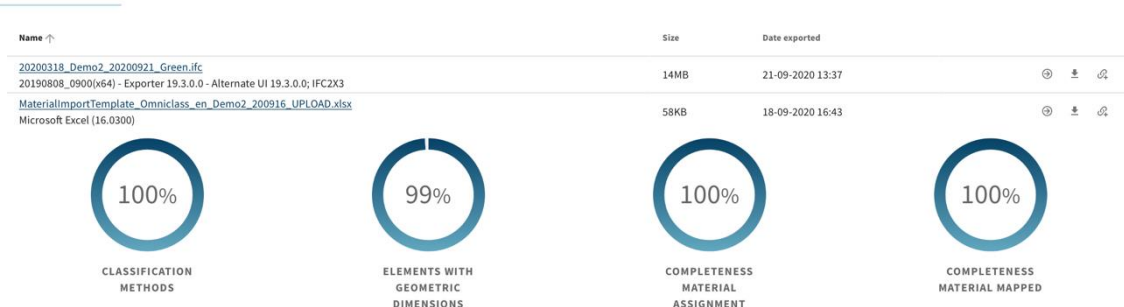 Name ↑ Size Date exported
20200318_Demo2_20200921_Green.ifc
20190808_0900(x64) - Exporter 19.3.0.0 - Alternate UI 19.3.0.0; IFC2X3
14MB 21-09-2020 13:37
MaterialImportTemplate_Omniclass_en_Demo2_200916_UPLOAD.xlsx
Microsoft Excel (16.0300)
58KB 18-09-2020 16:43
100% 99% 100% 100%
CLASSIFICATION
METHODS
ELEMENTS WITH
GEOMETRIC
DIMENSIONS
COMPLETENESS
MATERIAL
ASSIGNMENT
COMPLETENESS
MATERIAL MAPPED